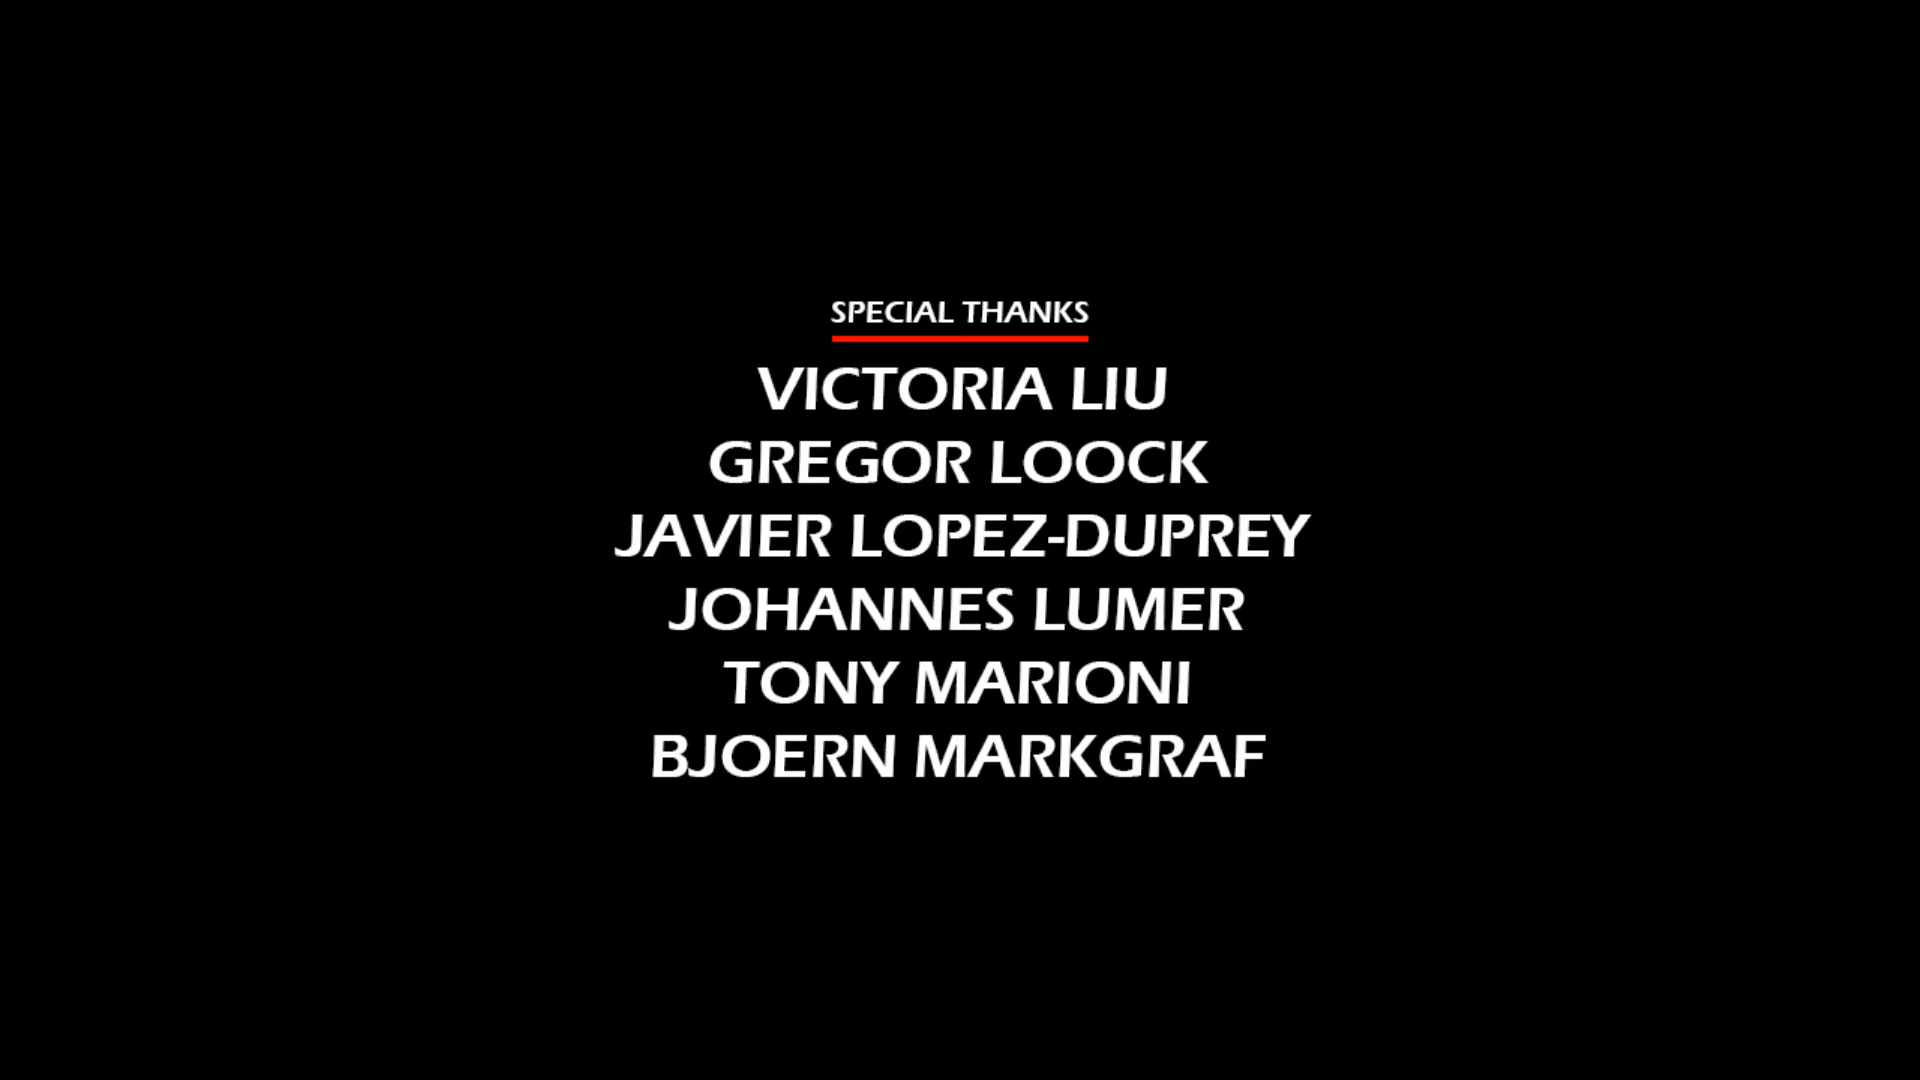 SPECIAL THANKS
VICTORIA LIU
GREGOR LOOCK
JAVIER LOPEZ-DUPREY
JOHANNES LUMER
TONY MARIONI
BJOERN MARKGRAF